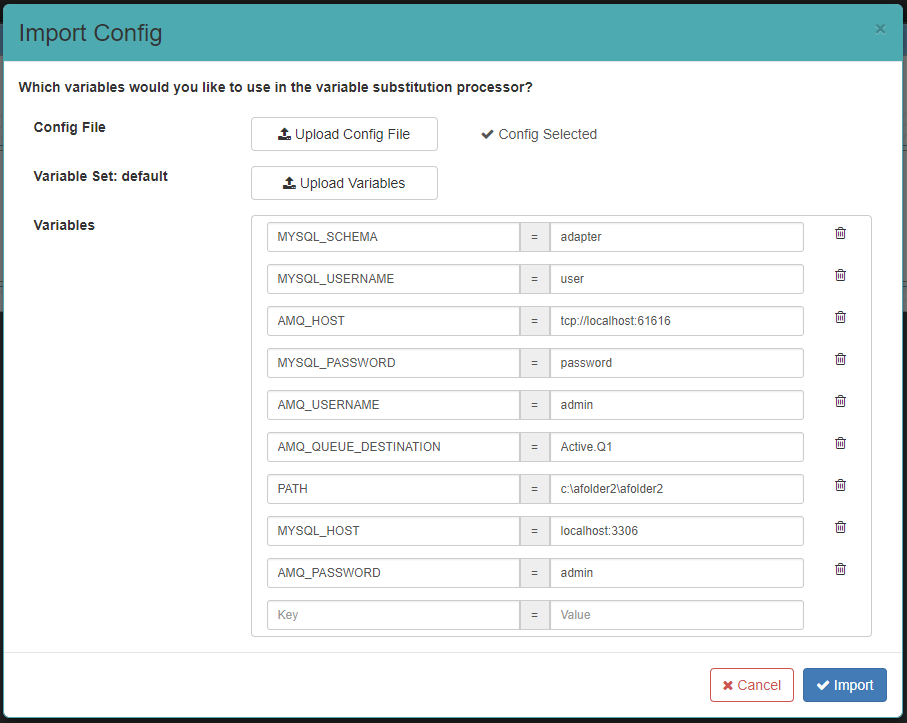 Import Config ×
Which variables would you like to use in the variable substitution processor?
Config File Upload Config File Config Selected
Variable Set: default Upload Variables
Variables
MYSQL_SCHEMA = adapter
MYSQL_USERNAME = user
AMQ_HOST = tcp://localhost:61616
MYSQL_PASSWORD = password
AMQ_USERNAME = admin
AMQ_QUEUE_DESTINATION = Active.Q1
PATH = c:\afolder2\afolder2
MYSQL_HOST = localhost:3306
AMQ_PASSWORD = admin
Key = Value
Cancel Import